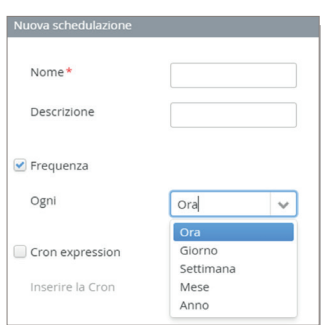 Nuova schedulazione
Nome*
Descrizione
Frequenza
Ogni
Ora
Ora
Giorno
Cron expression
Settimana
Inserire la Cron
Mese
Anno